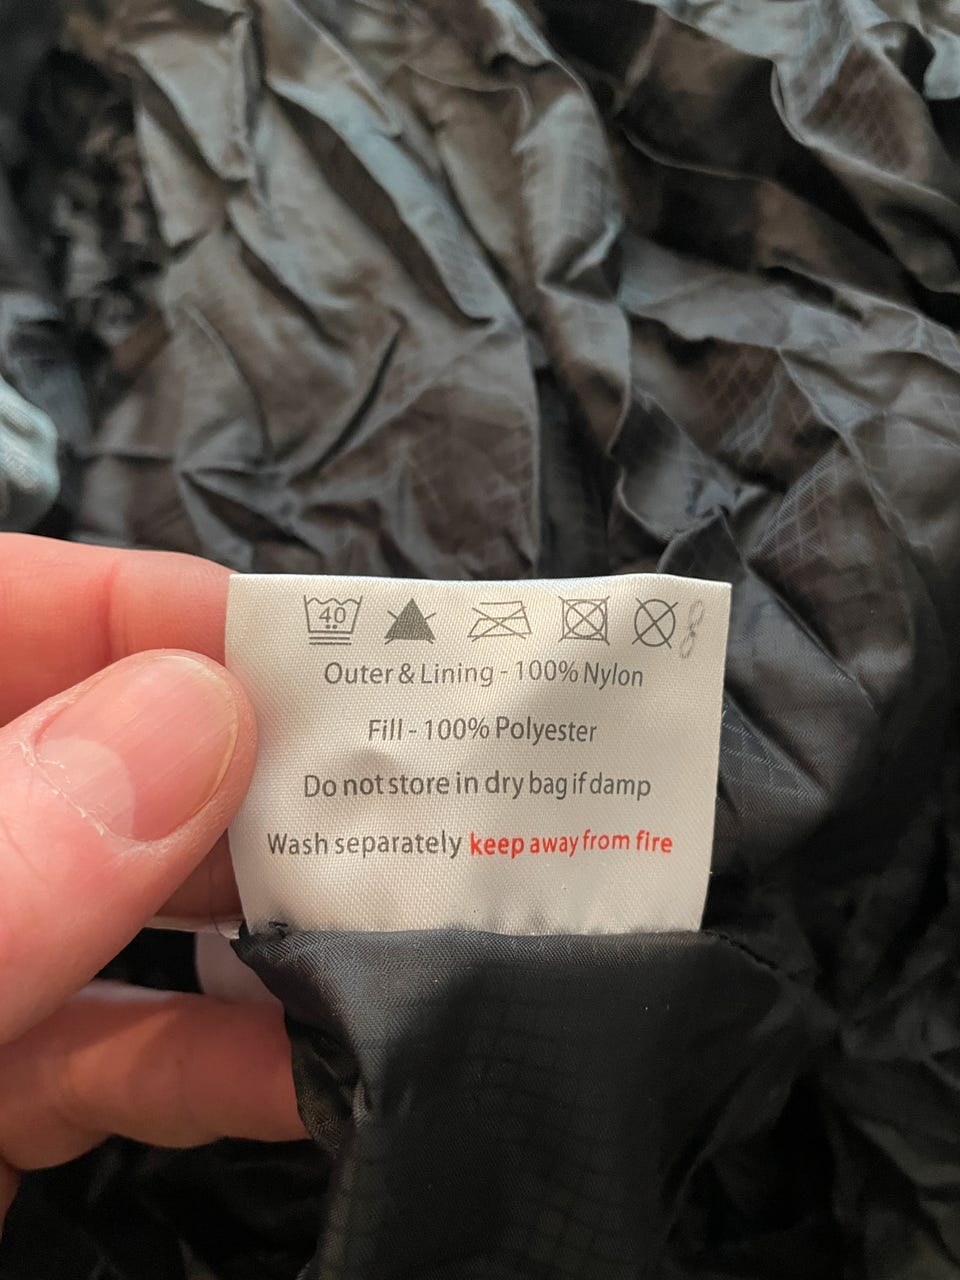 40
8
Outer & Lining - 100% Nylon
Fill - 100% Polyester
Do not store in dry bag if damp
Wash separately keep away from fire